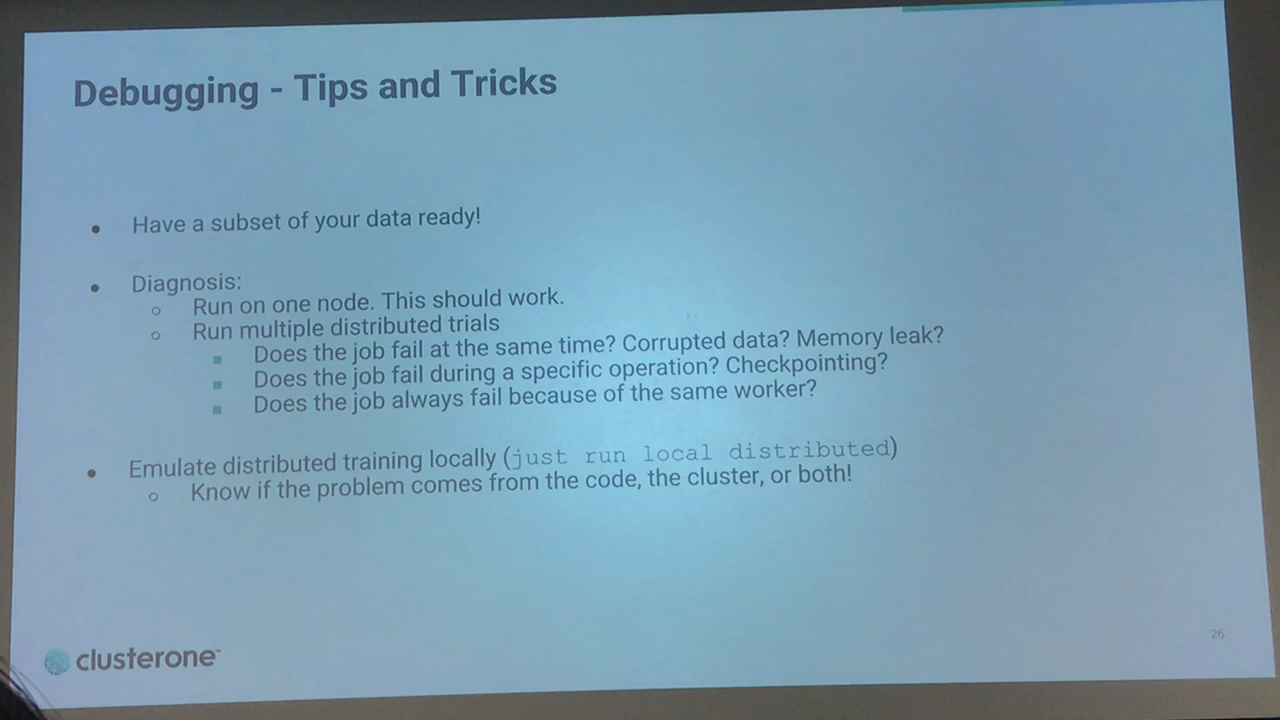 Debugging - Tips and Tricks
• Have a subset of your data ready!
• Diagnosis:
○ Run on one node. This should work.
○ Run multiple distributed trials
■ Does the job fail at the same time? Corrupted data? Memory leak?
■ Does the job fail during a specific operation? Checkpointing?
■ Does the job always fail because of the same worker?
• Emulate distributed training locally (just run local distributed)
○ Know if the problem comes from the code, the cluster, or both!
26
clusterone™